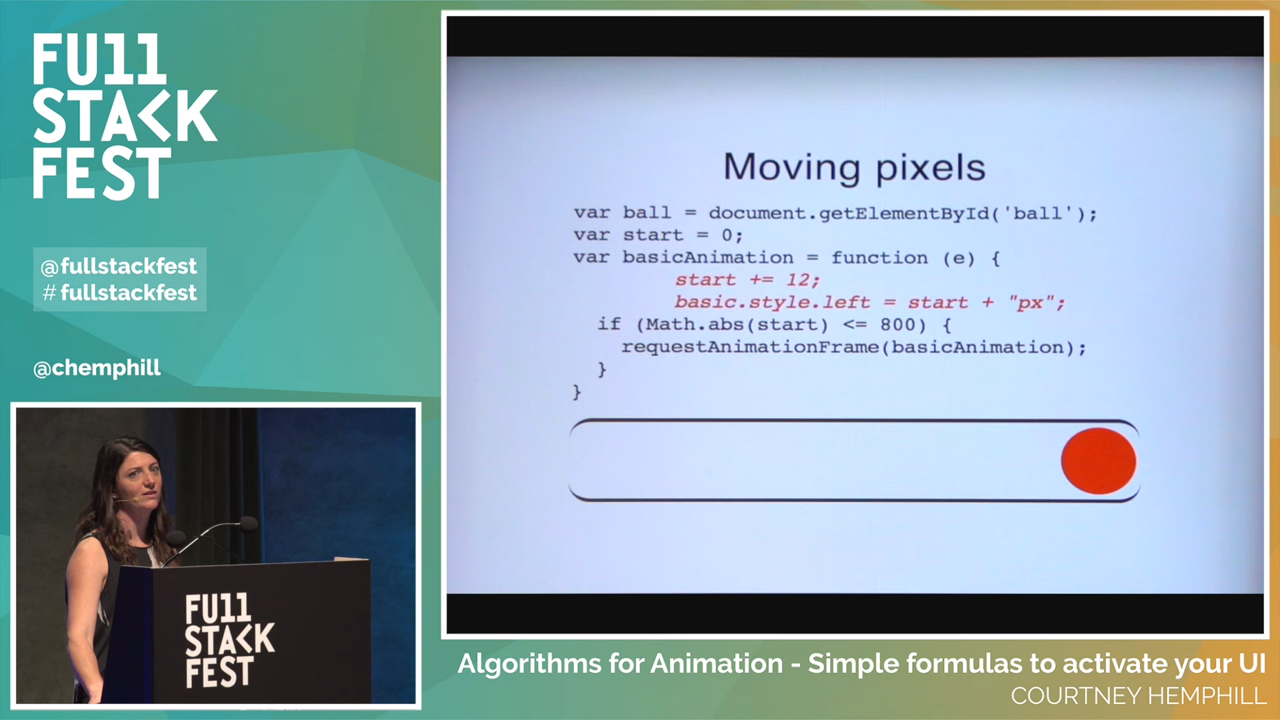 FU11
STACK
FEST
@fullstackfest
# fullstackfest
@chemphill
FU11
STACK
FEST
Moving pixels
var ball = document.getElementById('ball');
var start = 0;
var basicAnimation = function (e) {
start += 12;
basic.style.left = start + "px";
if (Math.abs(start) <= 800) {
requestAnimationFrame(basicAnimation);
}
}
Algorithms for Animation - Simple formulas to activate your UI
COURTNEY HEMPHILL